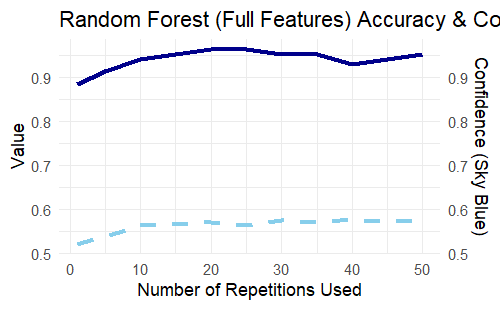 Random Forest (Full Features) Accuracy & Co
Value
0.9
0.8
0.7
0.6
0.5
0.9
0.8
0.7
0.6
0.5
Confidence (Sky Blue)
0 10 20 30 40 50
Number of Repetitions Used